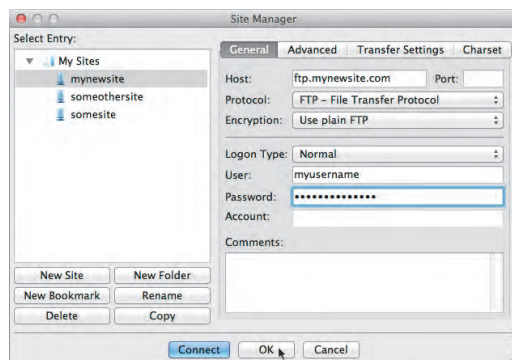 Site Manager
Select Entry:
My Sites
mynewsite
someothersite
somesite
New Site
New Folder
New Bookmark
Rename
Delete
Copy
General
Advanced
Transfer Settings
Charset
Host:
ftp.mynewsite.com
Port:
Protocol:
FTP - File Transfer Protocol
Encryption:
Use plain FTP
Logon Type:
Normal
User:
myusername
Password:
••••••••••••••
Account:
Comments:
Connect
OK
Cancel